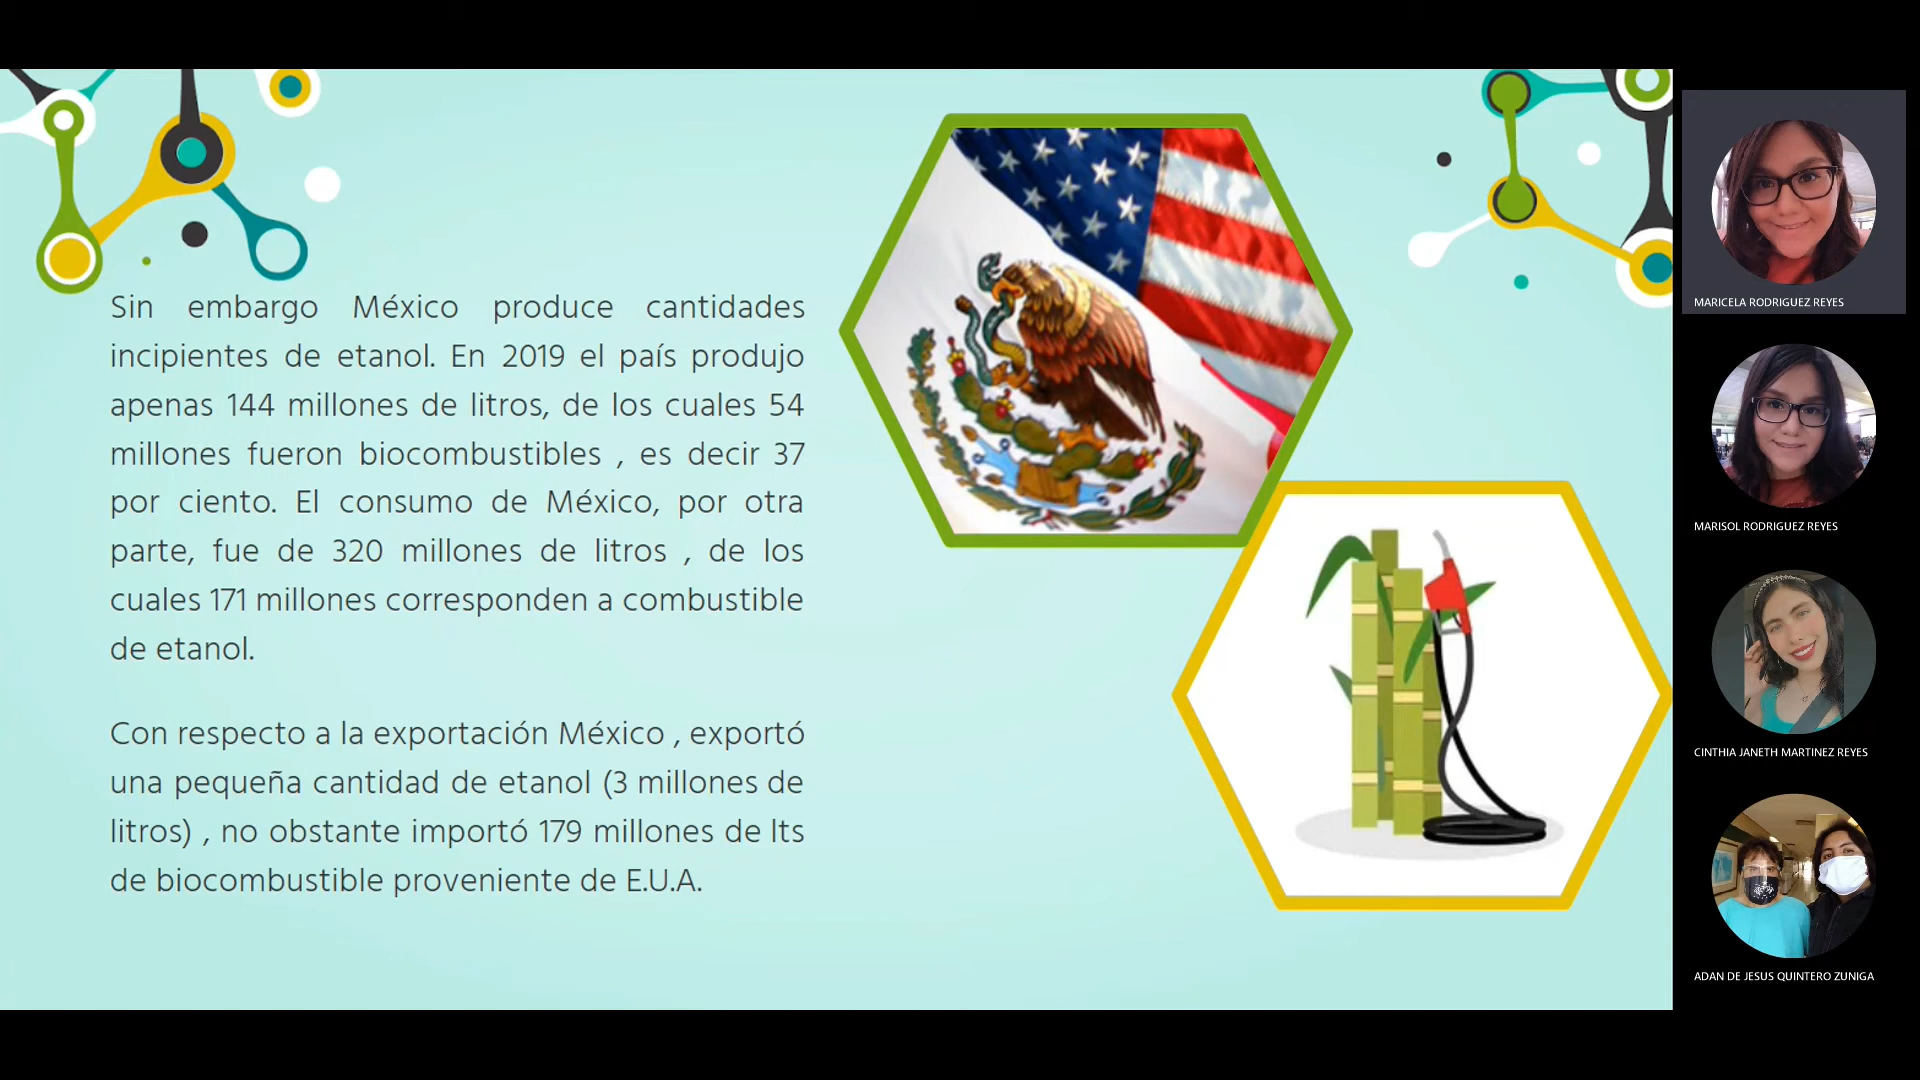 Sin embargo México produce cantidades
incipientes de etanol. En 2019 el país produjo
apenas 144 millones de litros, de los cuales 54
millones fueron biocombustibles , es decir 37
por ciento. El consumo de México, por otra
parte, fue de 320 millones de litros , de los
cuales 171 millones corresponden a combustible
de etanol.
Con respecto a la exportación México , exportó
una pequeña cantidad de etanol (3 millones de
litros) , no obstante importó 179 millones de lts
de biocombustible proveniente de E.U.A.
MARICELA RODRIGUEZ REYES
MARISOL RODRIGUEZ REYES
CINTHIA JANETH MARTINEZ REYES
ADAN DE JESUS QUINTERO ZUNIGA